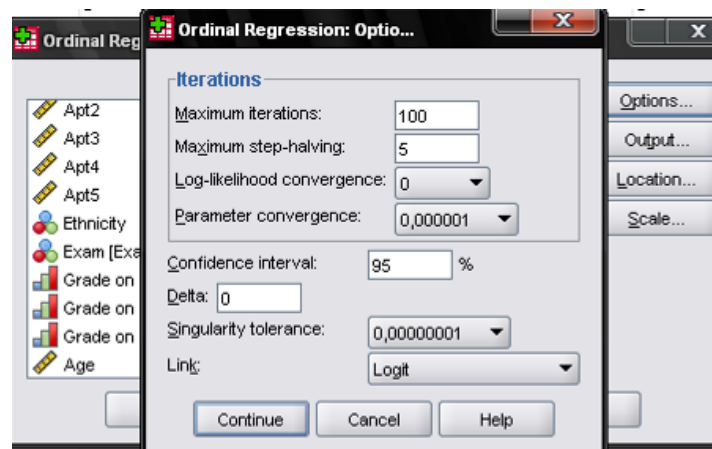 Ordinal Reg
Ordinal Regression: Optio...
X
X
Apt2
Apt3
Apt4
Apt5
Ethnicity
Exam [Exa
Grade on
Grade on
Grade on
Age
Iterations
Maximum iterations: 100
Maximum step-halving: 5
Log-likelihood convergence: 0
Parameter convergence: 0,000001
Confidence interval: 95 %
Delta: 0
Singularity tolerance: 0,00000001
Link: Logit
Continue Cancel Help
Options...
Output...
Location...
Scale...